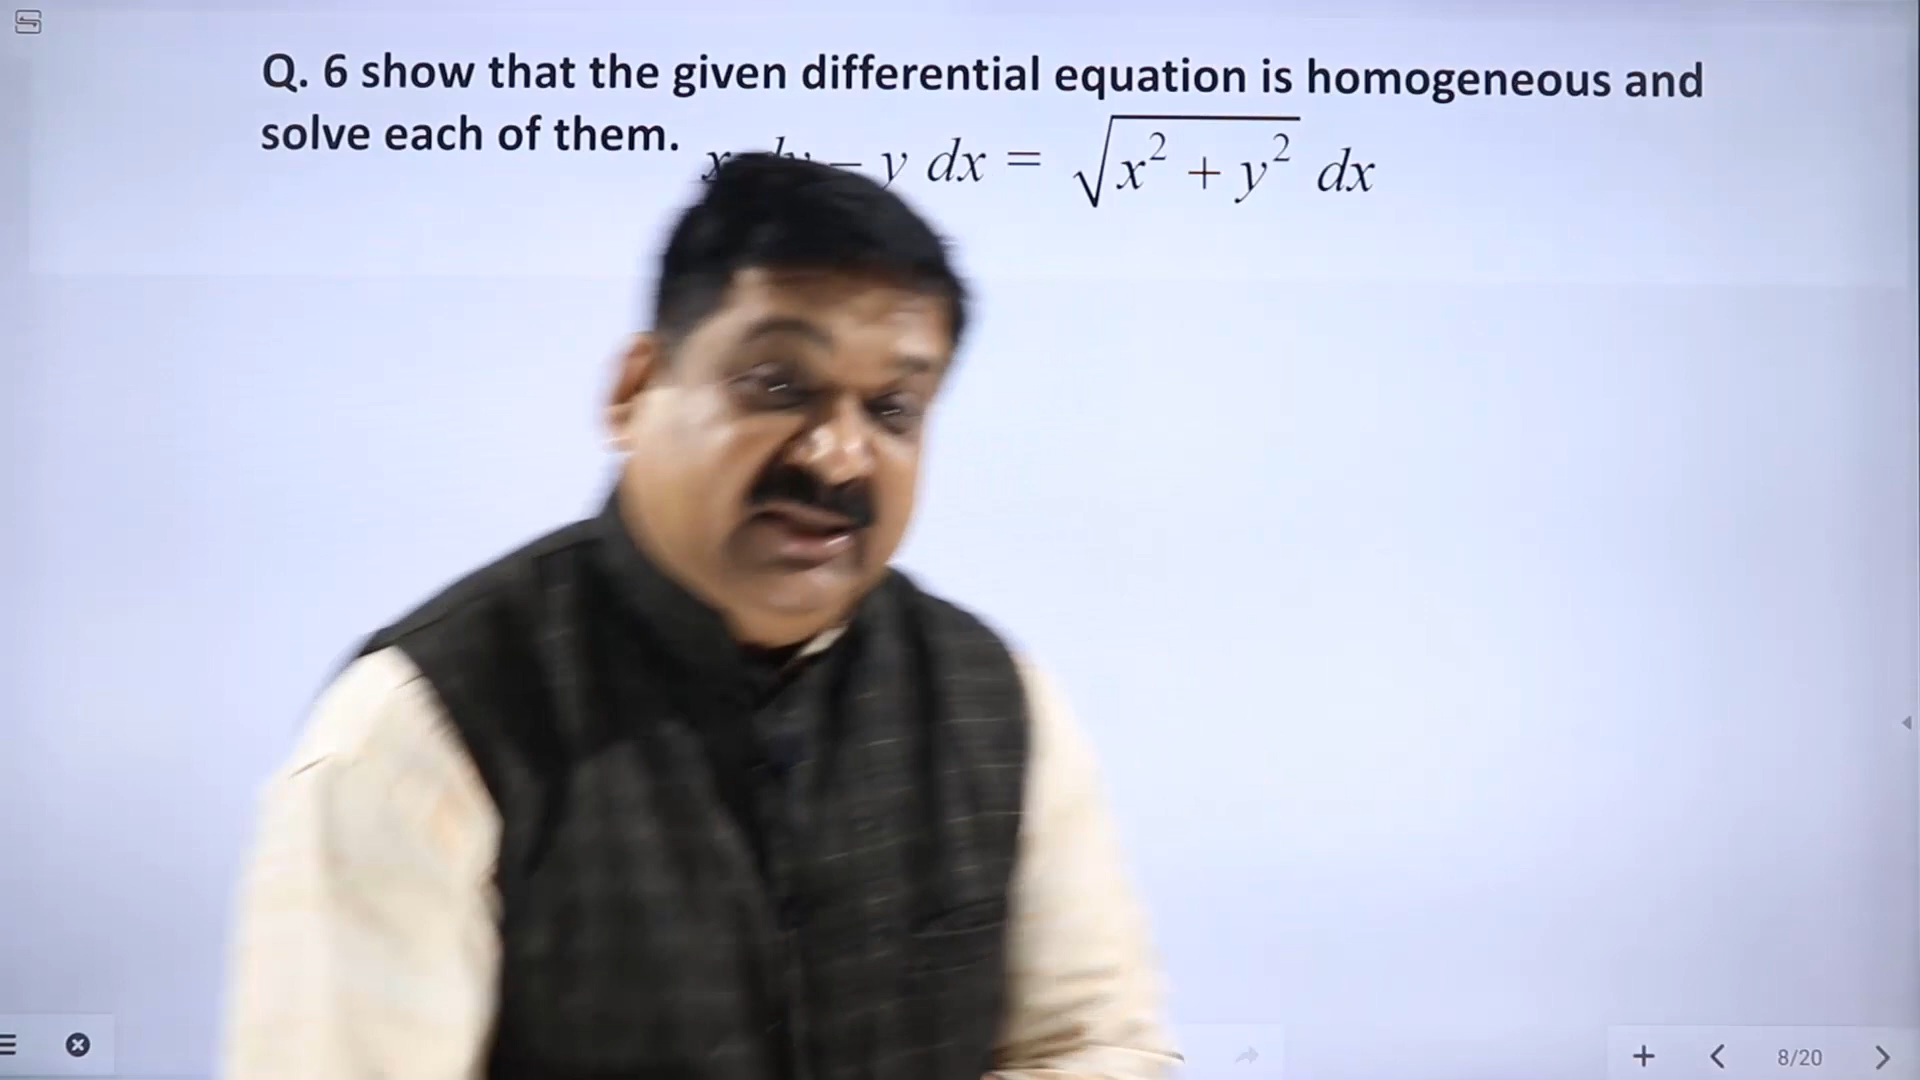 Q. 6 show that the given differential equation is homogeneous and
solve each of them. x dy − y dx = √x² + y² dx
8/20